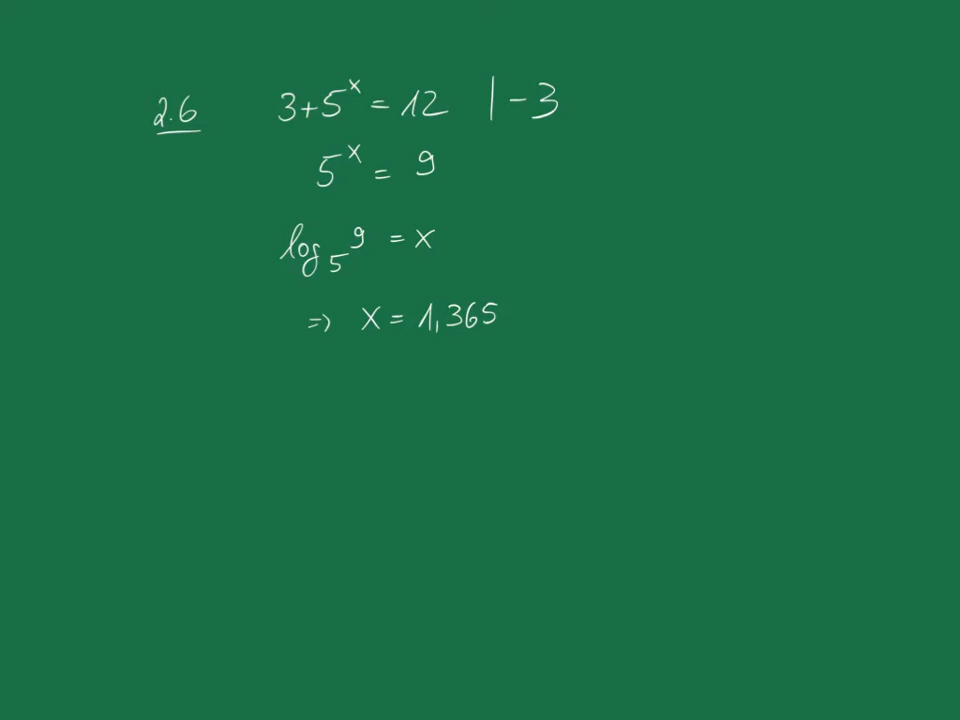 2.6 3+5^x = 12 | -3
5^x = 9
log_5 9 = x
⇒ x = 1,365